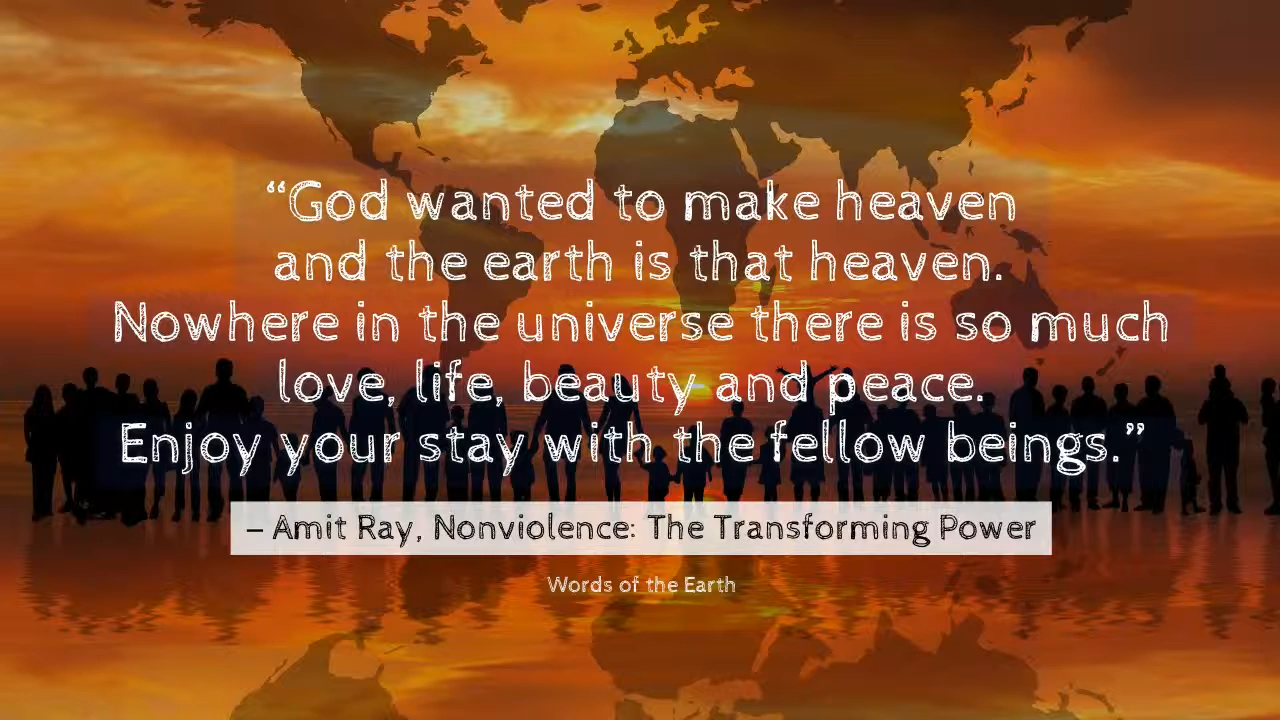 “God wanted to make heaven
and the earth is that heaven.
Nowhere in the universe there is so much
love, life, beauty and peace.
Enjoy your stay with the fellow beings.”
– Amit Ray, Nonviolence: The Transforming Power
Words of the Earth